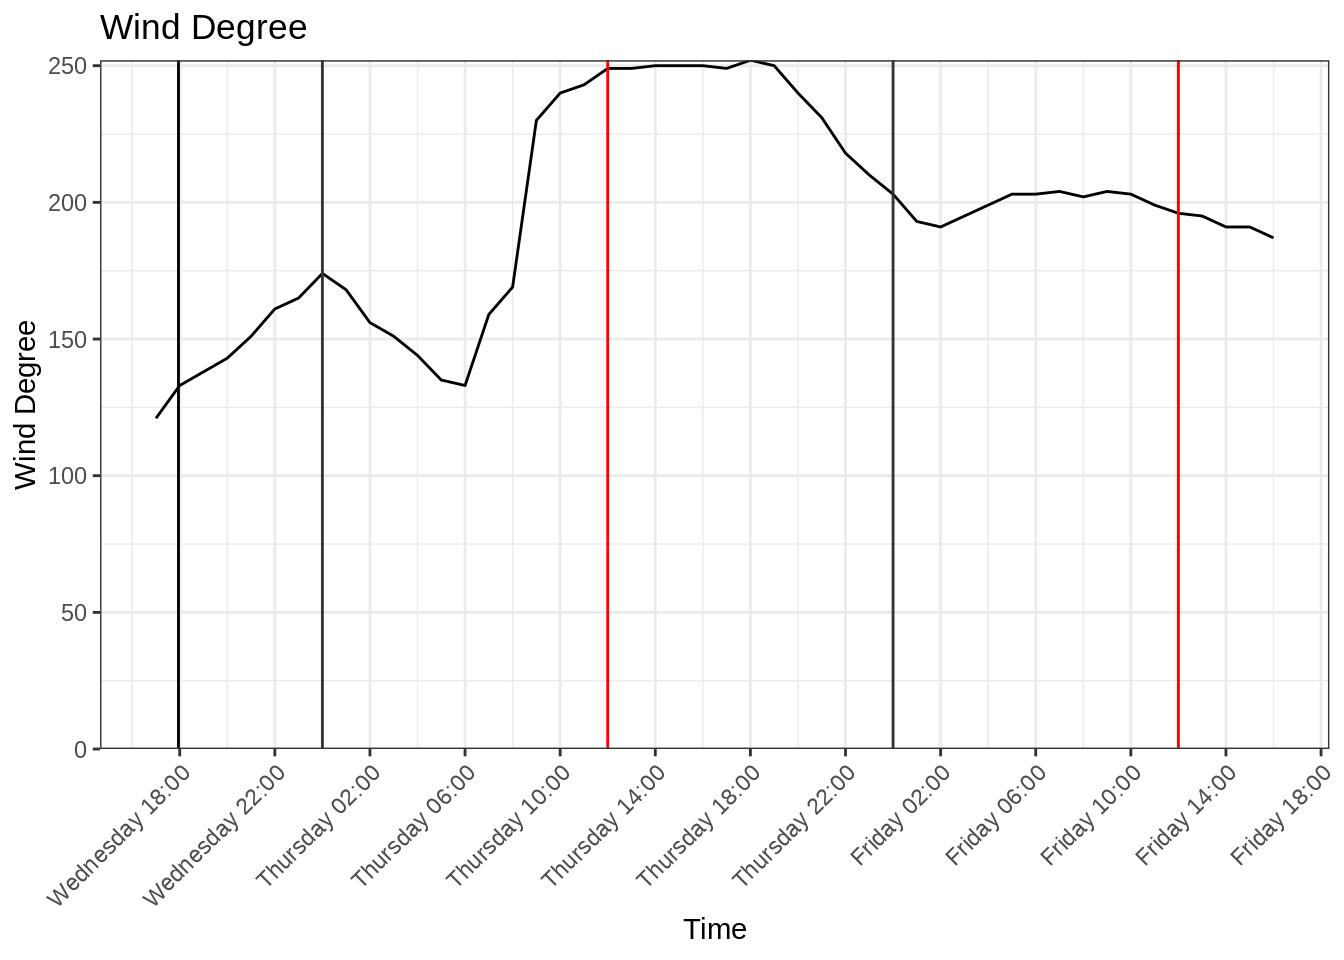 Wind Degree
250
200
150
100
50
0
Wind Degree
Wednesday 18:00
Wednesday 22:00
Thursday 02:00
Thursday 06:00
Thursday 10:00
Thursday 14:00
Thursday 18:00
Thursday 22:00
Friday 02:00
Friday 06:00
Friday 10:00
Friday 14:00
Friday 18:00
Time